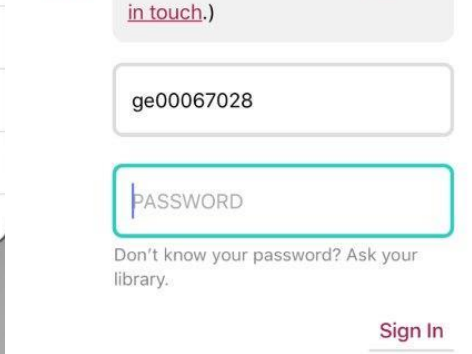 in touch.)
ge00067028
PASSWORD
Don't know your password? Ask your
library.
Sign In